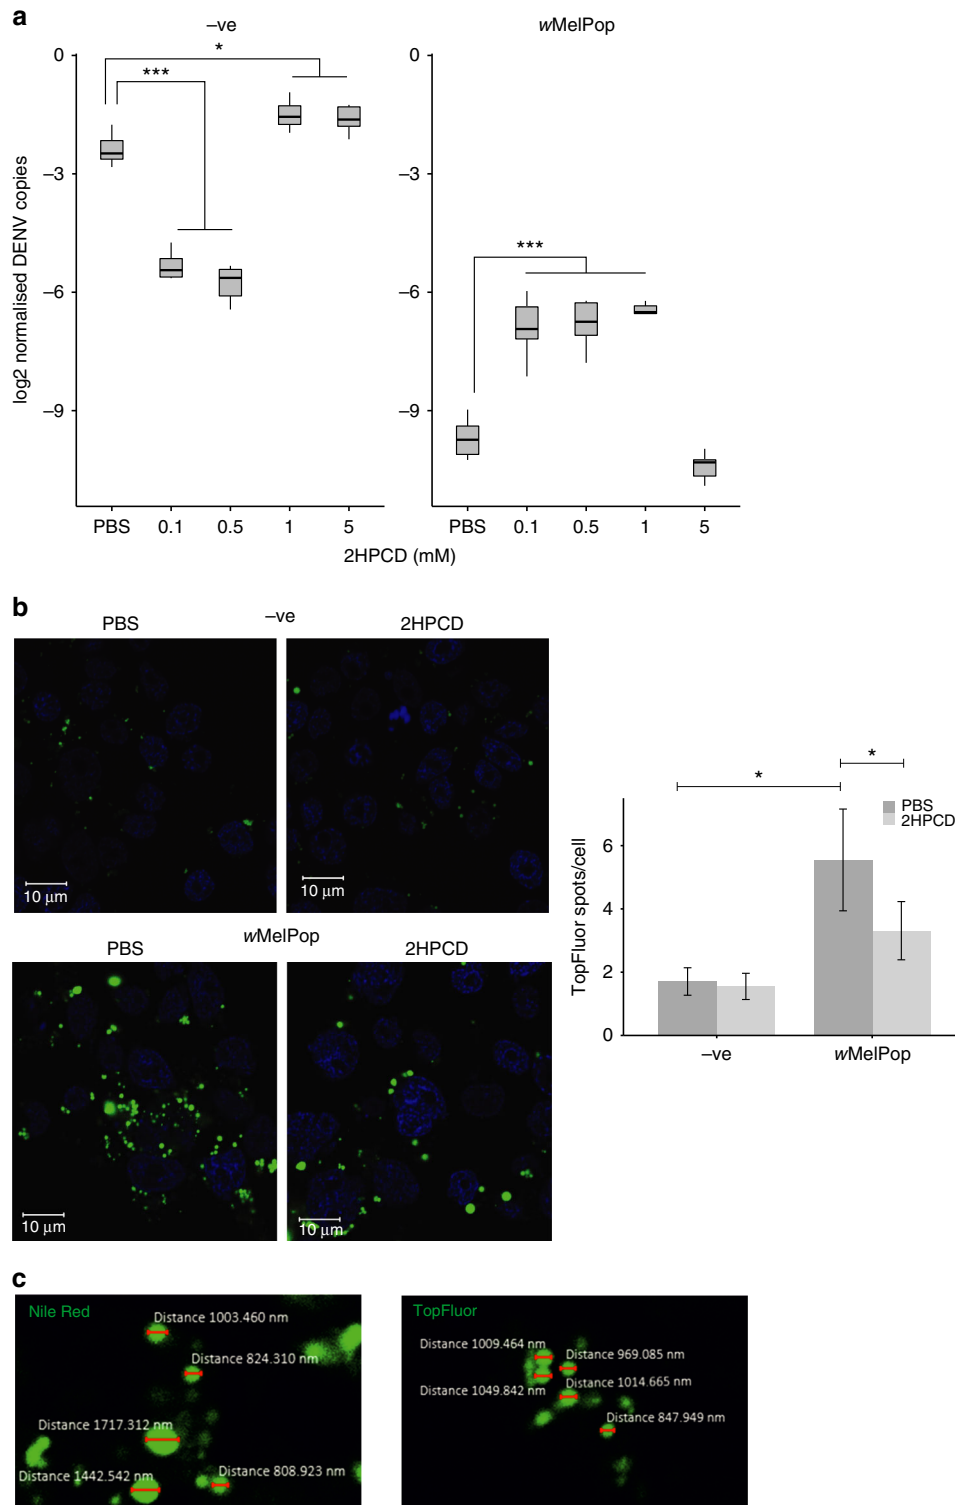 a
–ve
wMelPop
*
***
***
0
–3
–6
–9
0
–3
–6
–9
log2 normalised DENV copies
PBS 0.1 0.5 1 5
PBS 0.1 0.5 1 5
2HPCD (mM)
b
–ve
PBS
2HPCD
10 μm
10 μm
wMelPop
PBS
2HPCD
10 μm
10 μm
*
*
PBS
2HPCD
TopFluor spots/cell
6
4
2
0
–ve
wMelPop
c
Nile Red
Distance 1003.460 nm
Distance 824.310 nm
Distance 1717.312 nm
Distance 1442.542 nm
Distance 808.923 nm
TopFluor
Distance 1009.464 nm
Distance 969.085 nm
Distance 1049.842 nm
Distance 1014.665 nm
Distance 847.949 nm